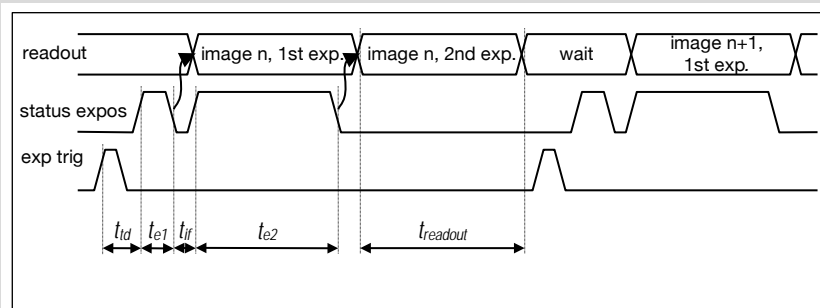 readout
image n, 1st exp.
image n, 2nd exp.
wait
image n+1,
1st exp.
status expos
exp trig
ttd
te1
tif
te2
treadout